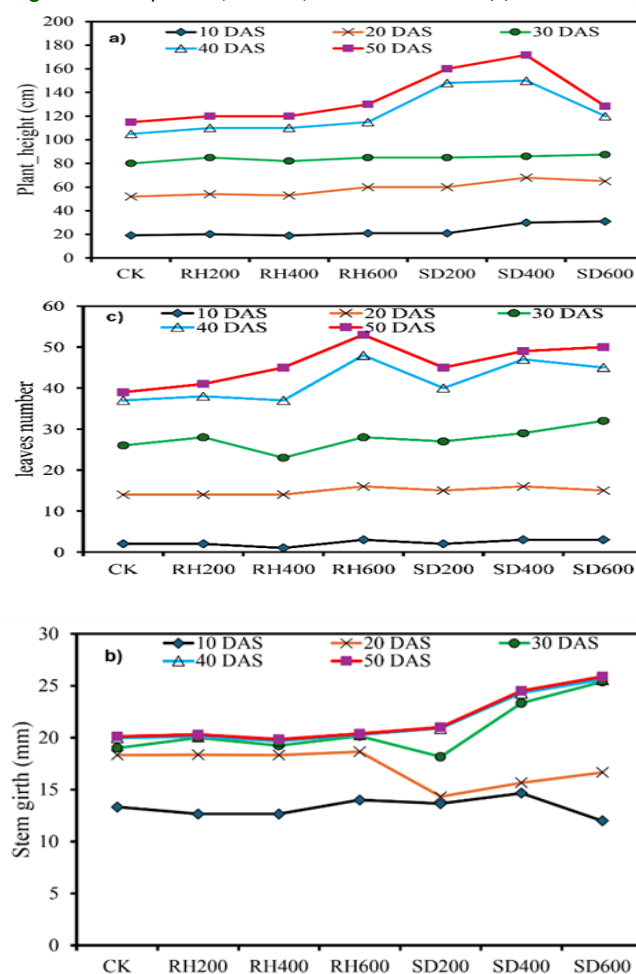 a)
10 DAS 20 DAS 30 DAS
40 DAS 50 DAS
Plant_height (cm)
180
160
140
120
100
80
60
40
20
0
CK RH200 RH400 RH600 SD200 SD400 SD600
c)
10 DAS 20 DAS 30 DAS
40 DAS 50 DAS
leaves number
60
50
40
30
20
10
0
CK RH200 RH400 RH600 SD200 SD400 SD600
b)
10 DAS 20 DAS 30 DAS
40 DAS 50 DAS
Stem girth (mm)
30
25
20
15
10
5
0
CK RH200 RH400 RH600 SD200 SD400 SD600